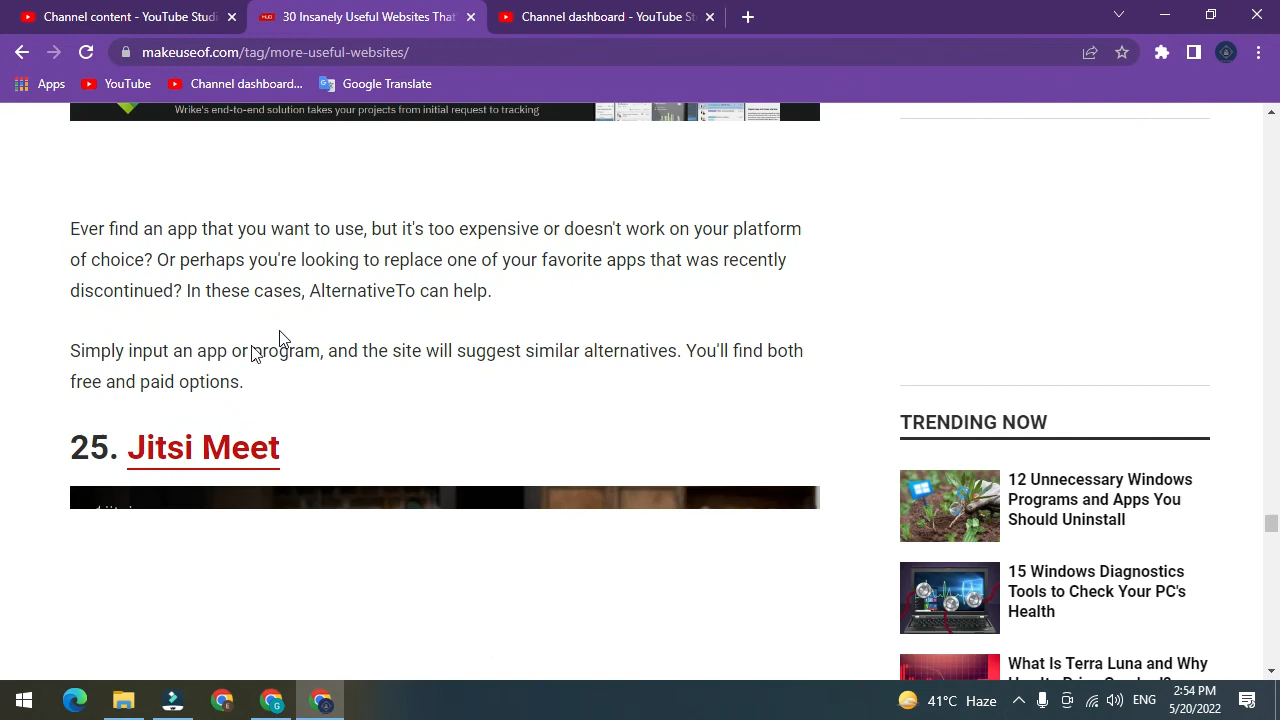 Channel content - YouTube Studi
30 Insanely Useful Websites That'
Channel dashboard - YouTube St
makeuseof.com/tag/more-useful-websites/
Apps
YouTube
Channel dashboard...
Google Translate
Wrike's end-to-end solution takes your projects from initial request to tracking
Ever find an app that you want to use, but it's too expensive or doesn't work on your platform
of choice? Or perhaps you're looking to replace one of your favorite apps that was recently
discontinued? In these cases, AlternativeTo can help.
Simply input an app or program, and the site will suggest similar alternatives. You'll find both
free and paid options.
25. Jitsi Meet
TRENDING NOW
12 Unnecessary Windows
Programs and Apps You
Should Uninstall
15 Windows Diagnostics
Tools to Check Your PC's
Health
What Is Terra Luna and Why
41°C Haze
ENG
2:54 PM
5/20/2022